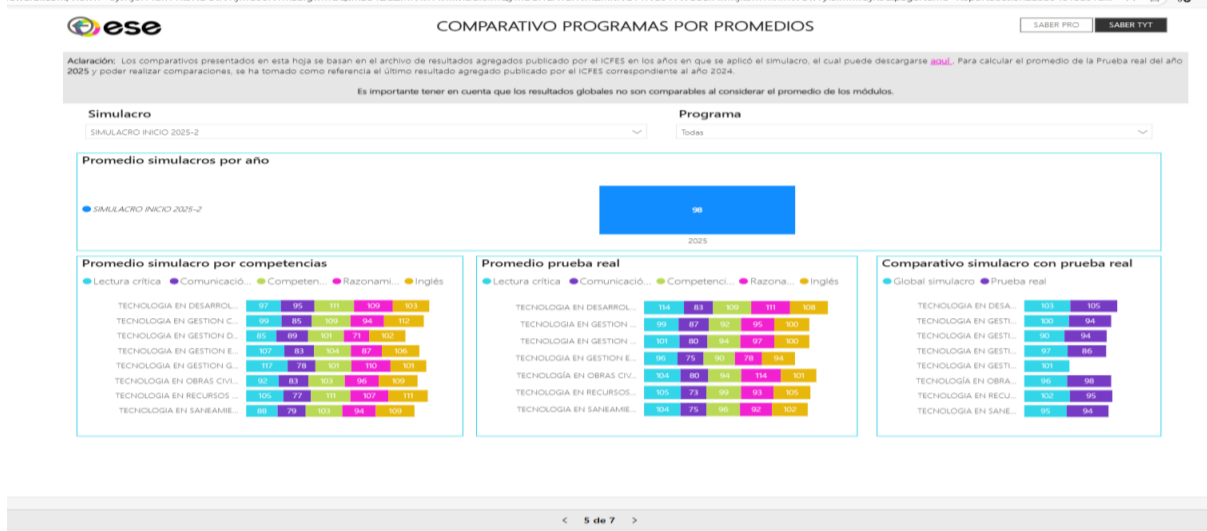 ese
COMPARATIVO PROGRAMAS POR PROMEDIOS
SABER PRO
SABER TYT
Aclaración: Los comparativos presentados en esta hoja se basan en el archivo de resultados agregados publicado por el ICFES en los años en que se aplicó el simulacro, el cual puede descargarse aquí. Para calcular el promedio de la Prueba real del año
2025 y poder realizar comparaciones, se ha tomado como referencia el último resultado agregado publicado por el ICFES correspondiente al año 2024.
Es importante tener en cuenta que los resultados globales no son comparables al considerar el promedio de los módulos.
Simulacro
SIMULACRO INICIO 2025-2
Programa
Todas
Promedio simulacros por año
SIMULACRO INICIO 2025-2
98
2025
Promedio simulacro por competencias
Lectura crítica Comunicació... Competen... Razonami... Inglés
TECNOLOGIA EN DESARROL... 97 95 111 109 103
TECNOLOGIA EN GESTION C... 99 85 109 94 112
TECNOLOGIA EN GESTION D... 85 89 101 71 102
TECNOLOGIA EN GESTION E... 107 83 104 87 106
TECNOLOGIA EN GESTION G... 117 78 101 110 101
TECNOLOGIA EN OBRAS CIVI... 92 83 103 96 109
TECNOLOGIA EN RECURSOS ... 105 77 111 107 111
TECNOLOGIA EN SANEAMIE... 88 79 103 94 109
Promedio prueba real
Lectura crítica Comunicació... Competenci... Razona... Inglés
TECNOLOGIA EN DESARROL... 114 83 109 111 108
TECNOLOGIA EN GESTION ... 99 87 92 95 100
TECNOLOGIA EN GESTION ... 101 80 94 97 100
TECNOLOGIA EN GESTION E... 96 75 90 78 94
TECNOLOGÍA EN OBRAS CIV... 104 80 94 114 101
TECNOLOGIA EN RECURSOS... 105 73 99 93 105
TECNOLOGIA EN SANEAMIE... 104 75 96 92 102
Comparativo simulacro con prueba real
Global simulacro Prueba real
TECNOLOGIA EN DESA... 103 105
TECNOLOGIA EN GESTI... 100 94
TECNOLOGIA EN GESTI... 90 94
TECNOLOGIA EN GESTI... 97 86
TECNOLOGIA EN GESTI... 101
TECNOLOGÍA EN OBRA... 96 98
TECNOLOGIA EN RECU... 102 95
TECNOLOGIA EN SANE... 95 94
5 de 7